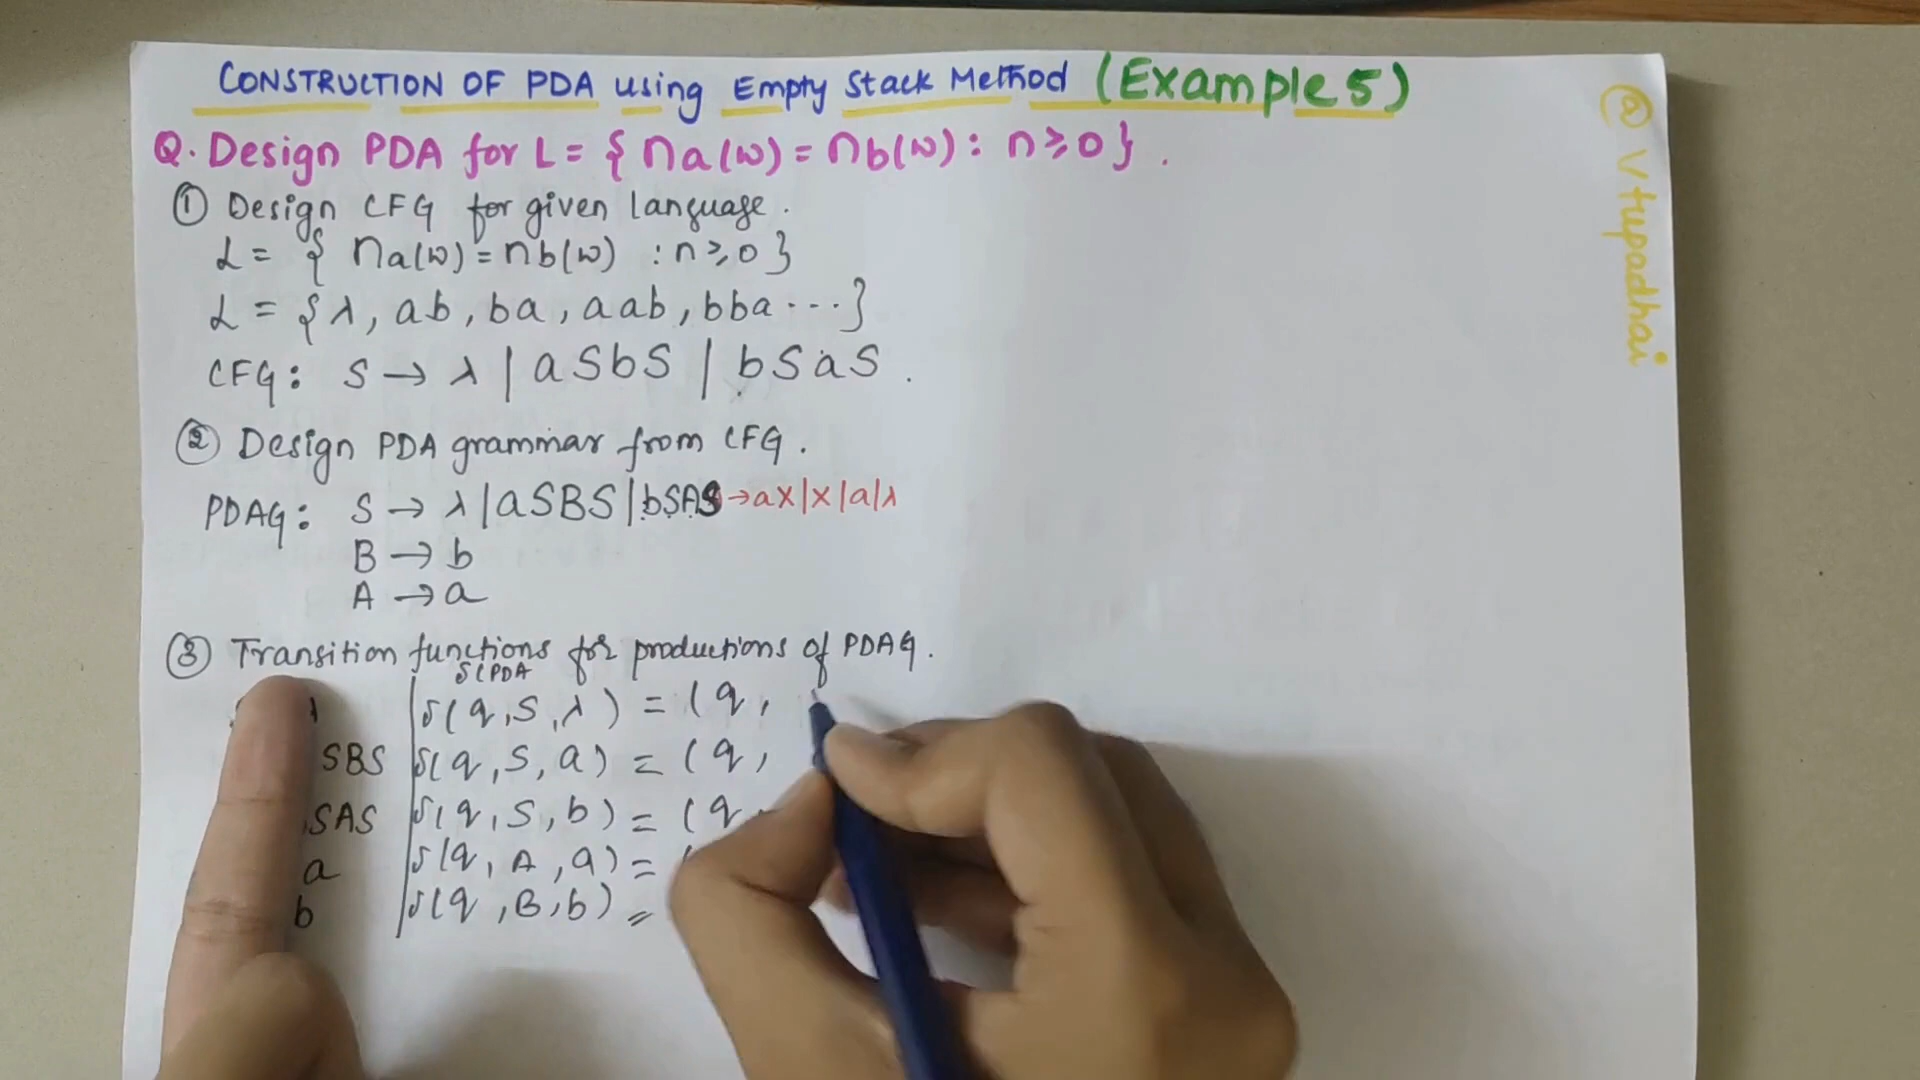 CONSTRUCTION OF PDA using Empty Stack Method (Example 5)
Q. Design PDA for L = { na(w) = nb(w) : n ≥ 0 } .
① Design CFG for given language .
L = { na(w) = nb(w) : n ≥ 0 }
L = { λ, ab, ba, aab, bba ... }
CFG : S → λ | aSbS | bSaS .
② Design PDA grammar from CFG .
PDAG : S → λ | aSBS | bSAS → aX | X | a | λ
B → b
A → a
③ Transition functions for productions of PDAG .
PDA
δ( q, S, λ ) = ( q,
SBS δ( q, S, a ) = ( q,
SAS δ( q, S, b ) = ( q,
a δ( q, A, a ) = (
b δ( q, B, b ) =
@ Vtupadhai